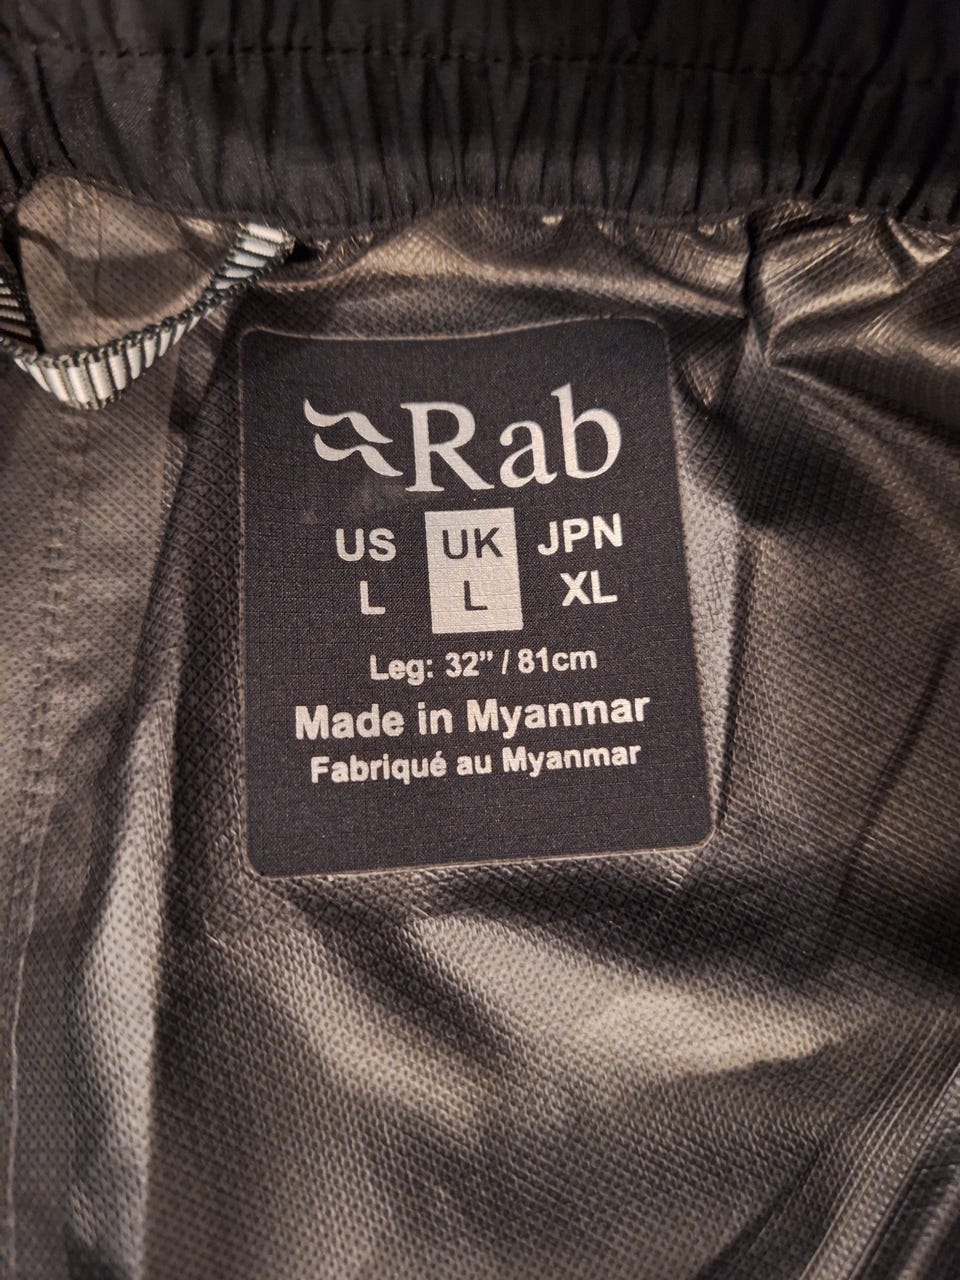 Rab
US UK JPN
L L XL
Leg: 32” / 81cm
Made in Myanmar
Fabriqué au Myanmar